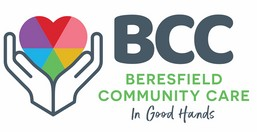 BCC
BERESFIELD
COMMUNITY CARE
In Good Hands